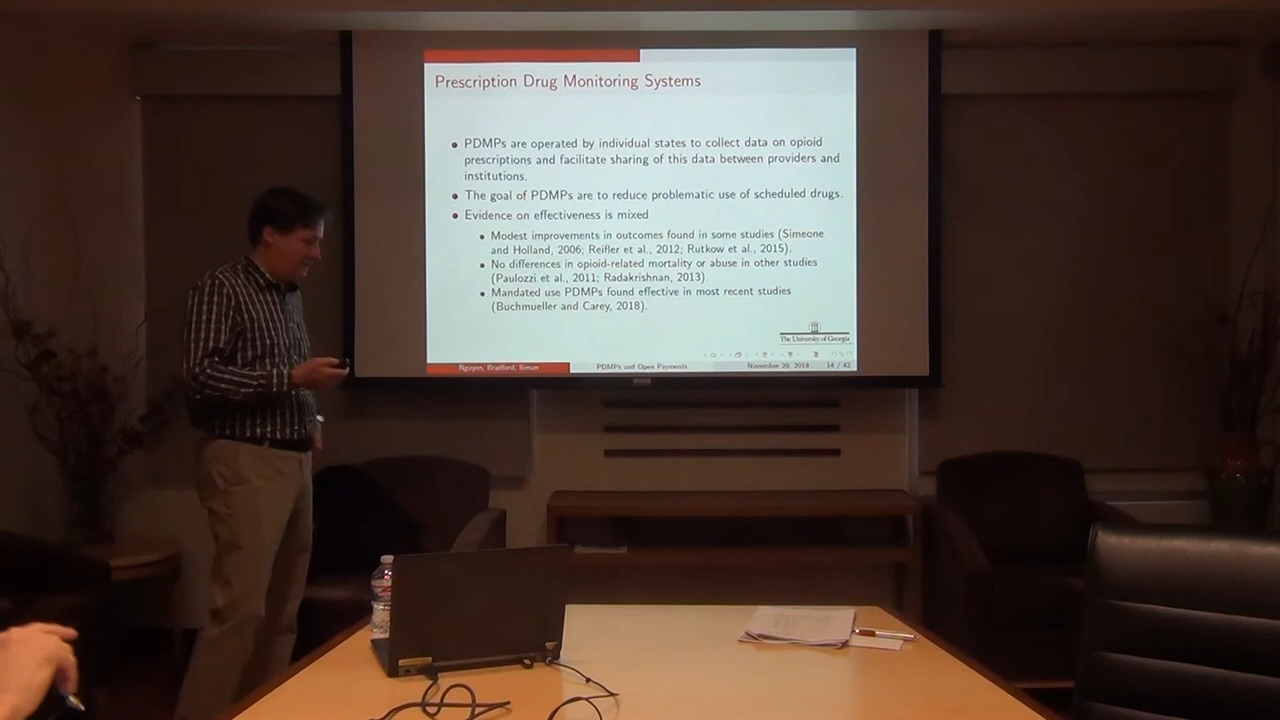 Prescription Drug Monitoring Systems
PDMPs are operated by individual states to collect data on opioid
prescriptions and facilitate sharing of this data between providers and
institutions.
The goal of PDMPs are to reduce problematic use of scheduled drugs.
Evidence on effectiveness is mixed
Modest improvements in outcomes found in some studies (Simeone
and Holland, 2006; Reifler et al., 2012; Rutkow et al., 2015).
No differences in opioid-related mortality or abuse in other studies
(Paulozzi et al., 2011; Radakrishnan, 2013).
Mandated use PDMPs found effective in most recent studies
(Buchmueller and Carey, 2018).
The University of Georgia
Nguyen, Bradford, Simon
PDMPs and Open Payments
November 29, 2018
14 / 42